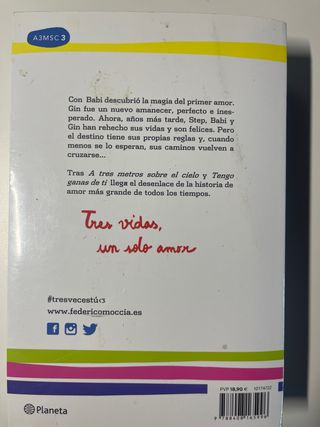 A3MSC 3
Con Babi descubrió la magia del primer amor.
Gin fue un nuevo amanecer, perfecto e ines-
perado. Ahora, años más tarde, Step, Babi y
Gin han rehecho sus vidas y son felices. Pero
el destino tiene sus propias reglas y, cuando
menos se lo esperan, sus caminos vuelven a
cruzarse...
Tras A tres metros sobre el cielo y Tengo
ganas de ti llega el desenlace de la historia de
amor más grande de todos los tiempos.
Tres vidas,
un solo amor
#tresvecestú<3
www.federicomoccia.es
PVP 18,90 €
Planeta